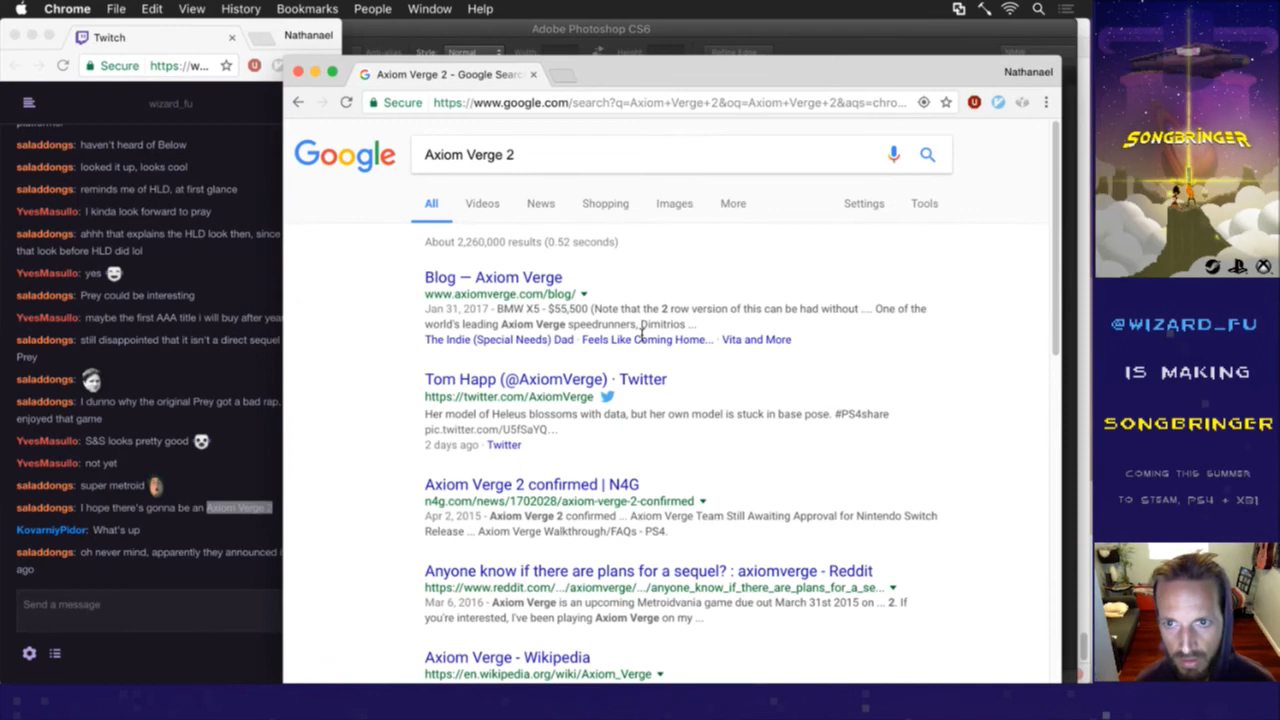 Chrome File Edit View History Bookmarks People Window Help
Adobe Photoshop CS6
Twitch
Nathanael
Secure https://w...
wizard_fu
saladdongs: haven't heard of Below
saladdongs: looked it up, looks cool
saladdongs: reminds me of HLD, at first glance
YvesMasullo: I kinda look forward to pray
saladdongs: ahhh that explains the HLD look then, since
that look before HLD did lol
YvesMasullo: yes
saladdongs: Prey could be interesting
YvesMasullo: maybe the first AAA title i will buy after yea
saladdongs: still disappointed that it isn't a direct sequel
Prey
saladdongs:
saladdongs: I dunno why the original Prey got a bad rap,
enjoyed that game
YvesMasullo: S&S looks pretty good
YvesMasullo: not yet
saladdongs: super metroid
saladdongs: I hope there's gonna be an Axiom Verge 2
KovarniyPidor: What's up
saladdongs: oh never mind, apparently they announced
ago
Send a message
Axiom Verge 2 - Google Searc
Nathanael
Secure https://www.google.com/search?q=Axiom+Verge+2&oq=Axiom+Verge+2&aqs=chro...
Google
Axiom Verge 2
All Videos News Shopping Images More Settings Tools
About 2,260,000 results (0.52 seconds)
Blog — Axiom Verge
www.axiomverge.com/blog/
Jan 31, 2017 - BMW X5 - $55,500 (Note that the 2 row version of this can be had without .... One of the
world's leading Axiom Verge speedrunners, Dimitrios ...
The Indie (Special Needs) Dad · Feels Like Coming Home... · Vita and More
Tom Happ (@AxiomVerge) · Twitter
https://twitter.com/AxiomVerge
Her model of Heleus blossoms with data, but her own model is stuck in base pose. #PS4share
pic.twitter.com/U5fSaYQ...
2 days ago · Twitter
Axiom Verge 2 confirmed | N4G
n4g.com/news/1702028/axiom-verge-2-confirmed
Apr 2, 2015 - Axiom Verge 2 confirmed ... Axiom Verge Team Still Awaiting Approval for Nintendo Switch
Release ... Axiom Verge Walkthrough/FAQs - PS4.
Anyone know if there are plans for a sequel? : axiomverge - Reddit
https://www.reddit.com/.../axiomverge/.../anyone_know_if_there_are_plans_for_a_se...
Mar 6, 2016 - Axiom Verge is an upcoming Metroidvania game due out March 31st 2015 on ... 2. If
you're interested, I've been playing Axiom Verge on my ...
Axiom Verge - Wikipedia
https://en.wikipedia.org/wiki/Axiom_Verge
SONGBRINGER
@WIZARD_FU
IS MAKING
SONGBRINGER
COMING THIS SUMMER
TO STEAM, PS4 + XB1